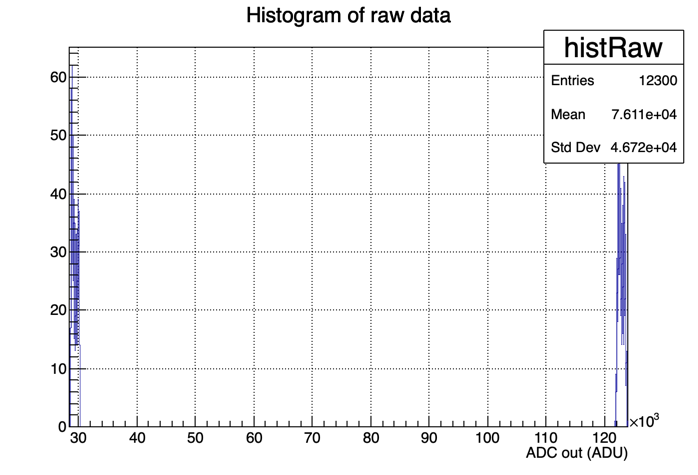 Histogram of raw data
histRaw
Entries 12300
Mean 7.611e+04
Std Dev 4.672e+04
60
50
40
30
20
10
0
30 40 50 60 70 80 90 100 110 120
×10³
ADC out (ADU)